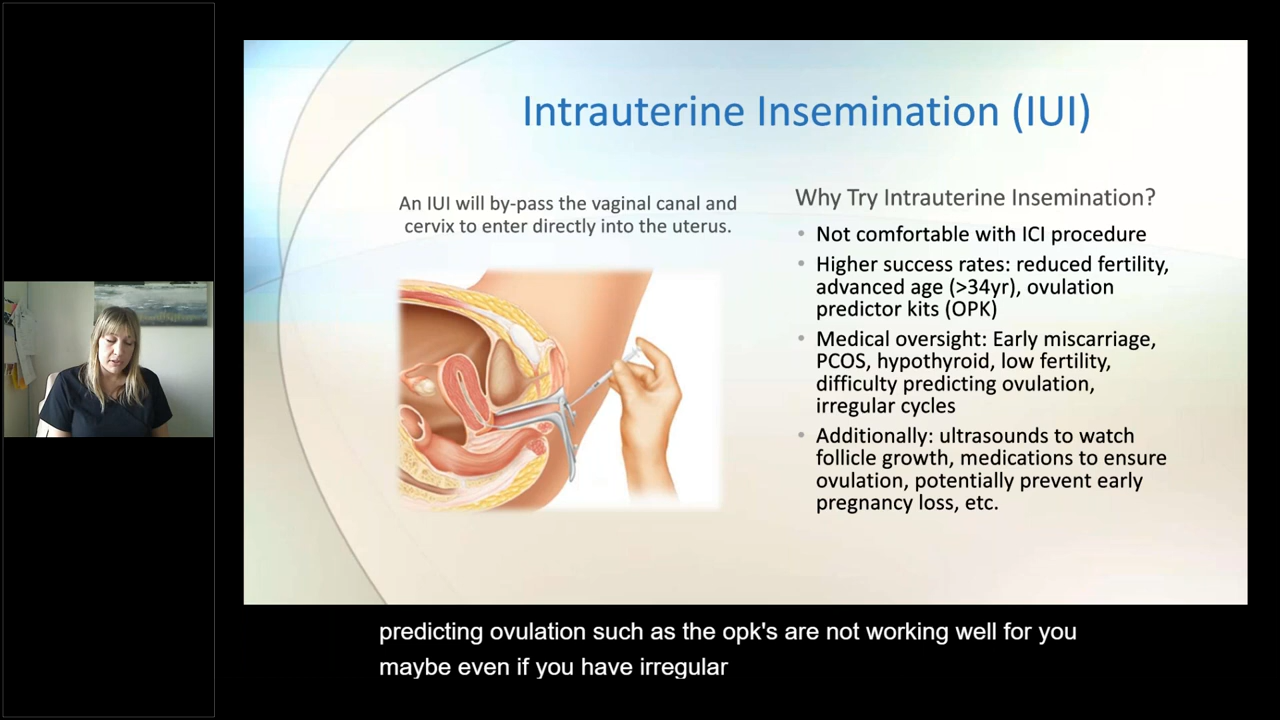 Intrauterine Insemination (IUI)
An IUI will by-pass the vaginal canal and
cervix to enter directly into the uterus.
Why Try Intrauterine Insemination?
• Not comfortable with ICI procedure
• Higher success rates: reduced fertility,
advanced age (>34yr), ovulation
predictor kits (OPK)
• Medical oversight: Early miscarriage,
PCOS, hypothyroid, low fertility,
difficulty predicting ovulation,
irregular cycles
• Additionally: ultrasounds to watch
follicle growth, medications to ensure
ovulation, potentially prevent early
pregnancy loss, etc.
predicting ovulation such as the opk's are not working well for you
maybe even if you have irregular